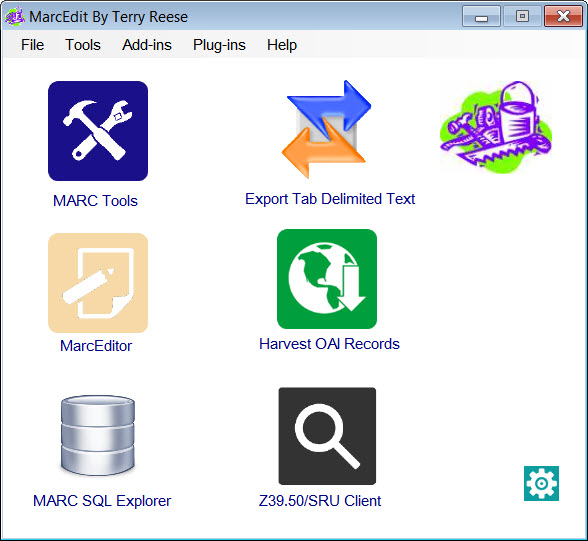 MarcEdit By Terry Reese
File Tools Add-ins Plug-ins Help
MARC Tools
Export Tab Delimited Text
MarcEditor
Harvest OAI Records
MARC SQL Explorer
Z39.50/SRU Client